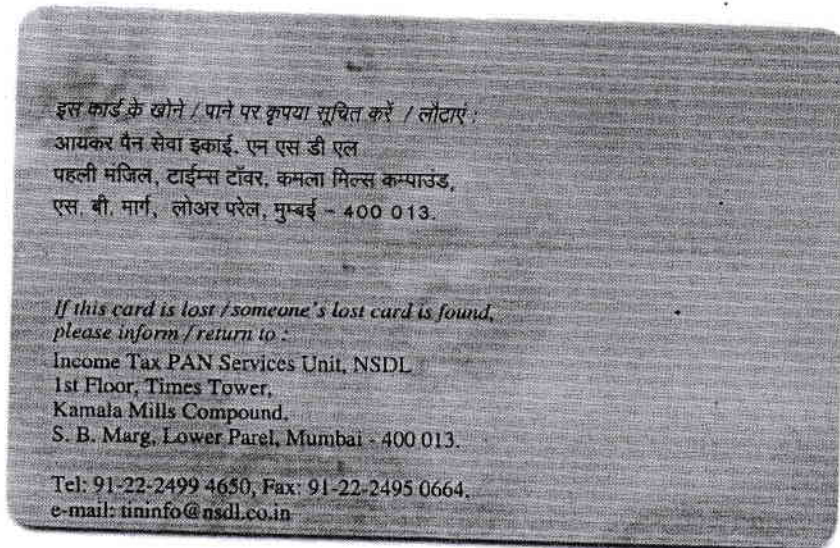 इस कार्ड के खोने / पाने पर कृपया सूचित करें / लौटाएं :
आयकर पैन सेवा इकाई, एन एस डी एल
पहली मंजिल, टाईम्स टॉवर, कमला मिल्स कम्पाउंड,
एस. बी. मार्ग, लोअर परेल, मुम्बई - 400 013.
If this card is lost / someone's lost card is found,
please inform / return to :
Income Tax PAN Services Unit, NSDL
1st Floor, Times Tower,
Kamala Mills Compound,
S. B. Marg, Lower Parel, Mumbai - 400 013.
Tel: 91-22-2499 4650, Fax: 91-22-2495 0664,
e-mail: tininfo@nsdl.co.in